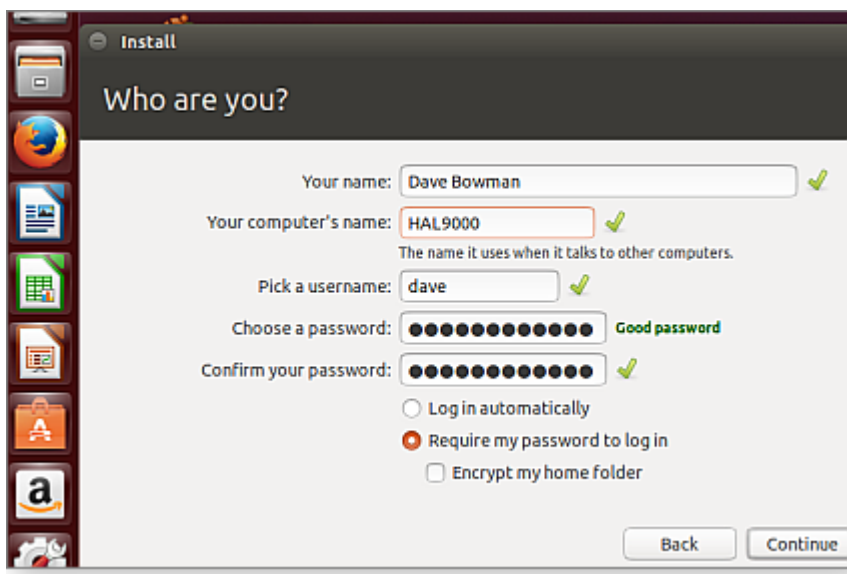 Install
Who are you?
Your name: Dave Bowman
Your computer's name: HAL9000
The name it uses when it talks to other computers.
Pick a username: dave
Choose a password: ●●●●●●●●●●●● Good password
Confirm your password: ●●●●●●●●●●●●
Log in automatically
Require my password to log in
Encrypt my home folder
Back Continue